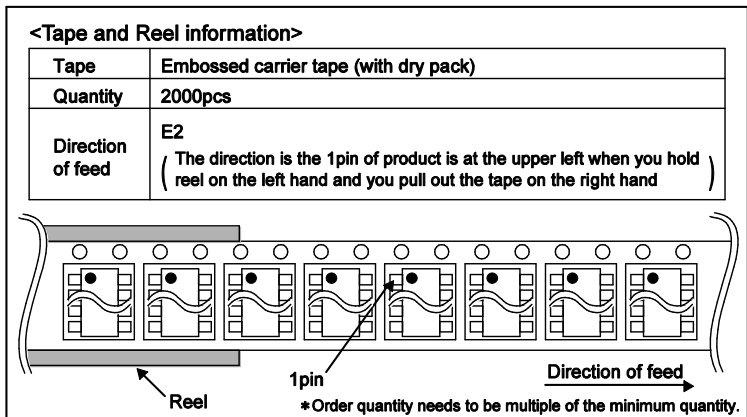 <Tape and Reel information>
Tape Embossed carrier tape (with dry pack)
Quantity 2000pcs
Direction of feed E2
( The direction is the 1pin of product is at the upper left when you hold
reel on the left hand and you pull out the tape on the right hand )
1pin
Direction of feed
Reel
*Order quantity needs to be multiple of the minimum quantity.